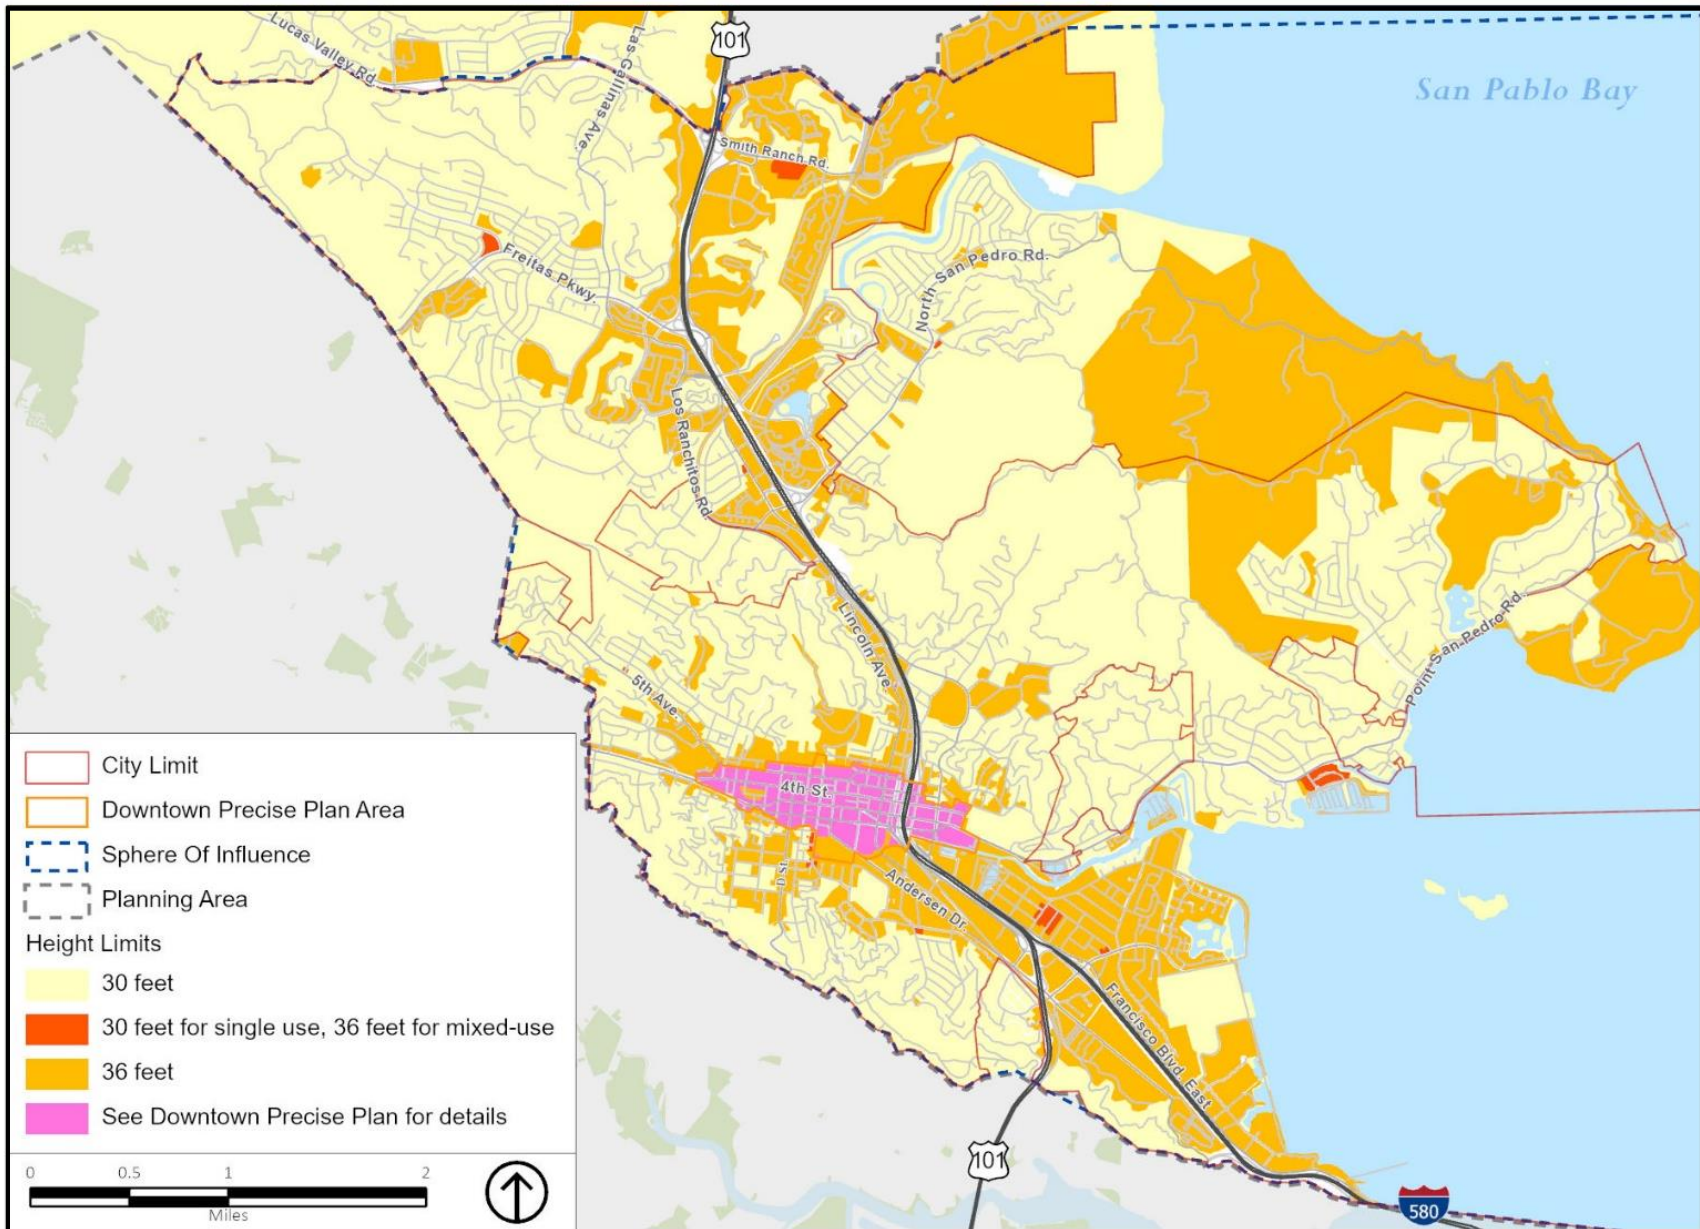 101
Lucas Valley Rd.
Las Gallinas Ave.
San Pablo Bay
Smith Ranch Rd.
Freitas Pkwy.
North San Pedro Rd.
Los Ranchitos Rd.
Lincoln Ave.
Point San Pedro Rd.
5th Ave.
4th St.
D St.
Andersen Dr.
Francisco Blvd. East
101
580
City Limit
Downtown Precise Plan Area
Sphere Of Influence
Planning Area
Height Limits
30 feet
30 feet for single use, 36 feet for mixed-use
36 feet
See Downtown Precise Plan for details
0 0.5 1 2
Miles